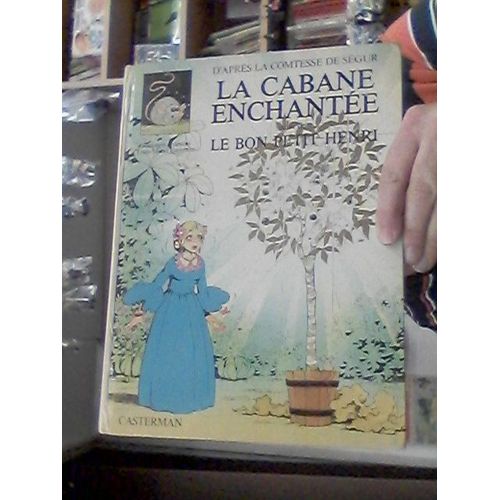 D'APRÈS LA COMTESSE DE SÉGUR
LA CABANE
ENCHANTÉE
LE BON PETIT HENRI
CASTERMAN